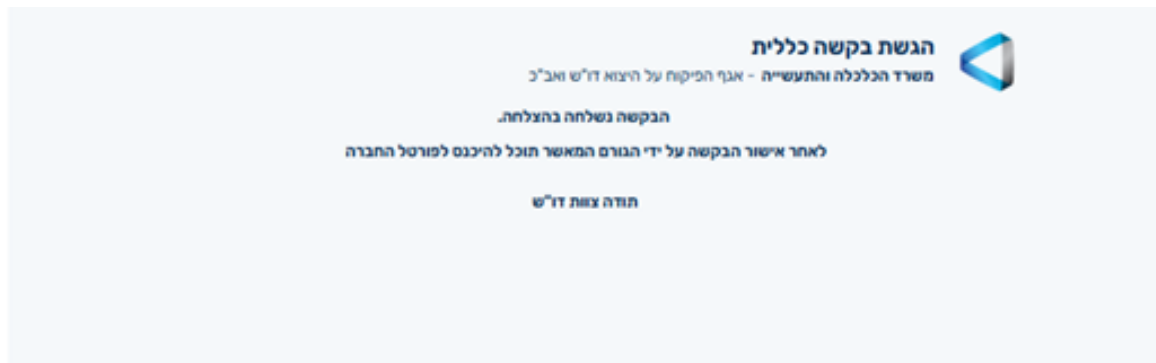 הגשת בקשה כללית
משרד הכלכלה והתעשייה - אגף הפיקוח על היצוא דו"ש ואב"כ
הבקשה נשלחה בהצלחה.
לאחר אישור הבקשה על ידי הגורם המאשר תוכל להיכנס לפורטל החברה
תודה צוות דו"ש